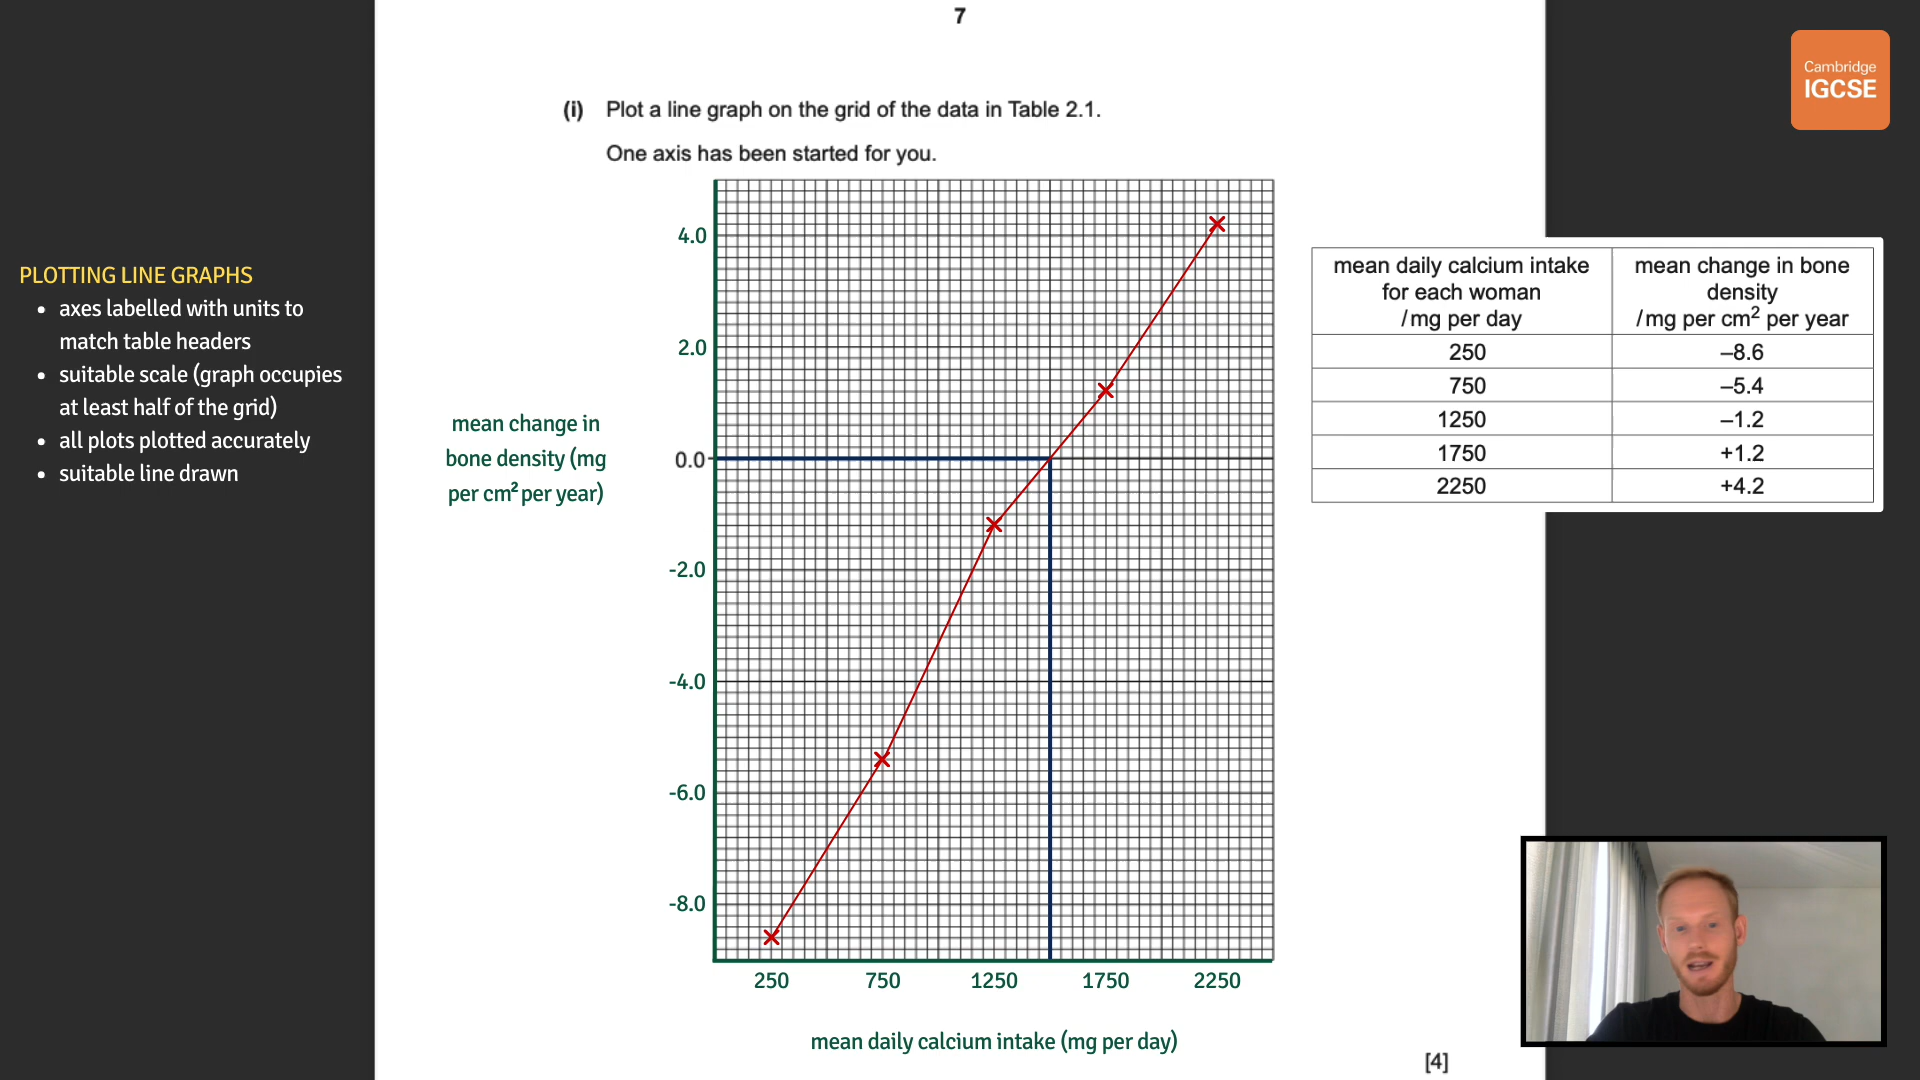 7
Cambridge
IGCSE
(i) Plot a line graph on the grid of the data in Table 2.1.
One axis has been started for you.
PLOTTING LINE GRAPHS
• axes labelled with units to
match table headers
• suitable scale (graph occupies
at least half of the grid)
• all plots plotted accurately
• suitable line drawn
mean change in
bone density (mg
per cm² per year)
4.0
2.0
0.0
-2.0
-4.0
-6.0
-8.0
250 750 1250 1750 2250
mean daily calcium intake (mg per day)
[4]
mean daily calcium intake
for each woman
/mg per day
mean change in bone
density
/mg per cm² per year
250 –8.6
750 –5.4
1250 –1.2
1750 +1.2
2250 +4.2